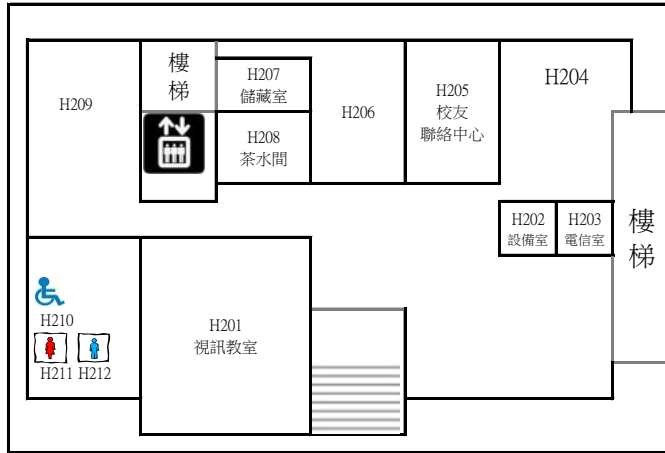 H209
樓
梯
H207
儲藏室
H208
茶水間
H206
H205
校友
聯絡中心
H204
H202
設備室
H203
電信室
樓
梯
H210
H211 H212
H201
視訊教室